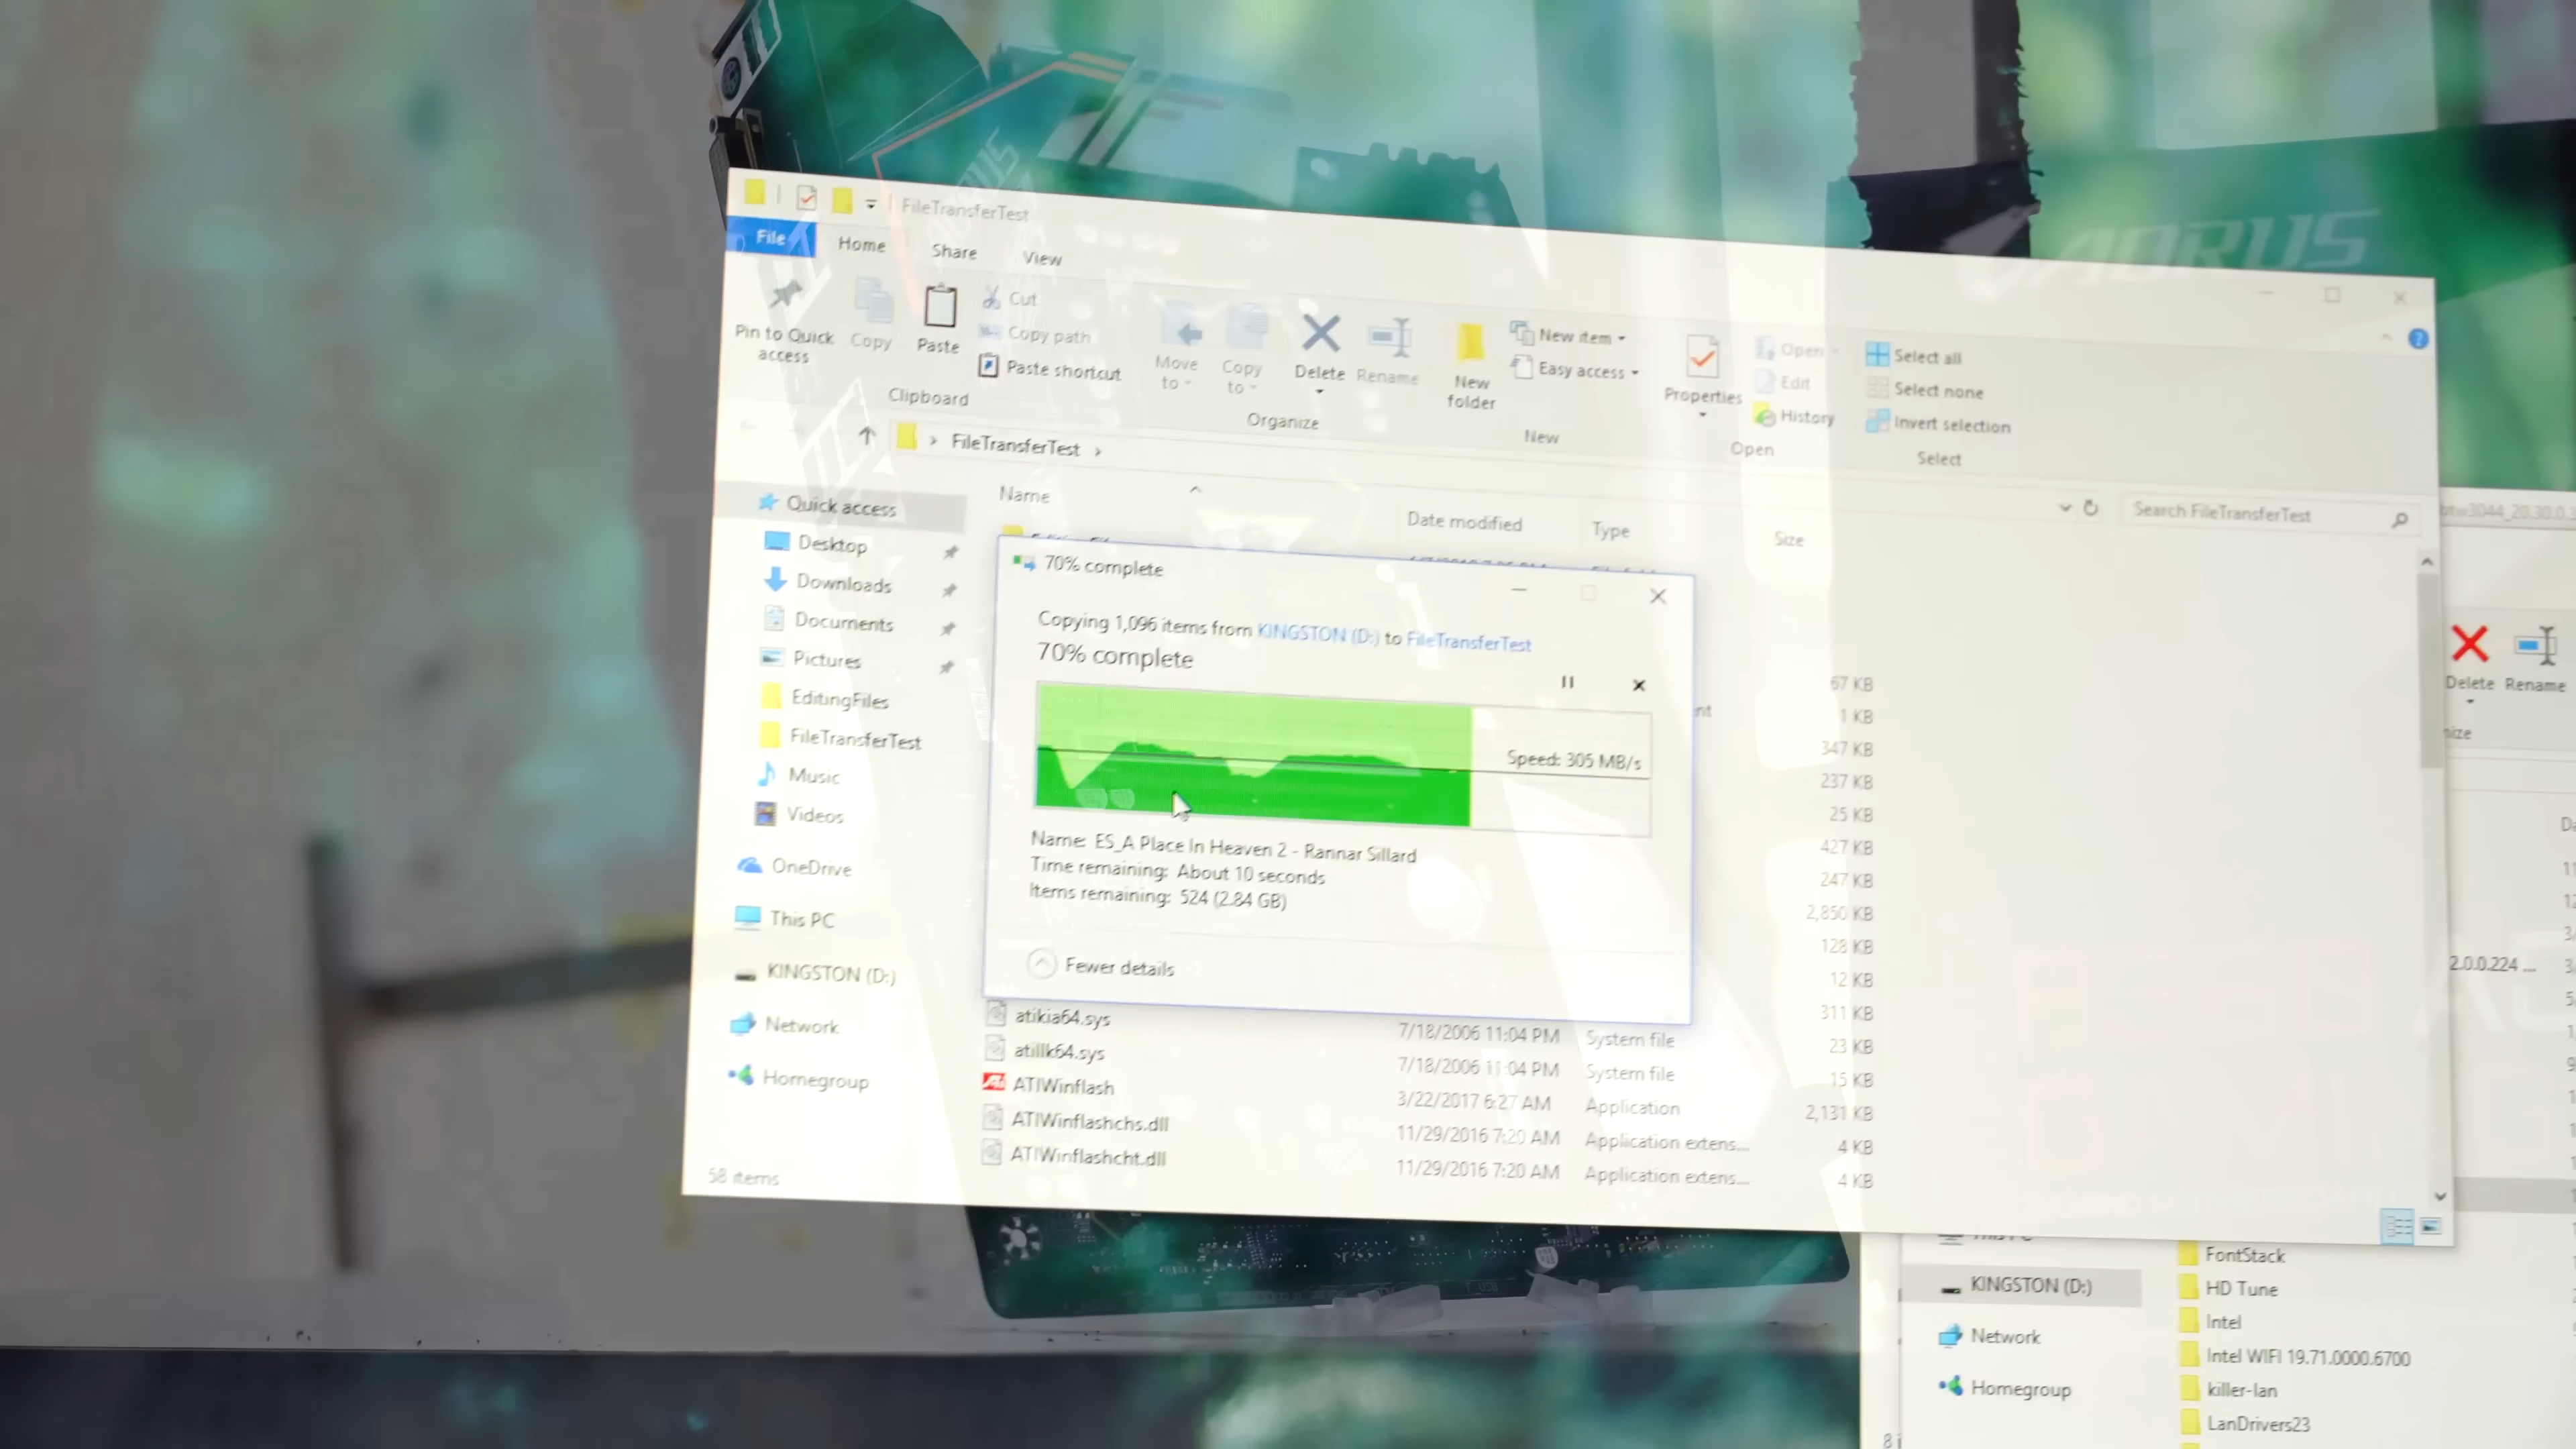 AORUS
AORUS
FileTransferTest
File
Home
Share
View
Pin to Quick access
Copy
Paste
Cut
Copy path
Paste shortcut
Clipboard
Move to
Copy to
Delete
Rename
Organize
New folder
New item
Easy access
New
Properties
Open
Edit
History
Open
Select all
Select none
Invert selection
Select
FileTransferTest
Search FileTransferTest
Quick access
Desktop
Downloads
Documents
Pictures
EditingFiles
FileTransferTest
Music
Videos
OneDrive
This PC
KINGSTON (D:)
Network
Homegroup
58 items
Name
Date modified
Type
Size
70% complete
Copying 1,096 items from KINGSTON (D:) to FileTransferTest
70% complete
Speed: 305 MB/s
Name: ES_A Place In Heaven 2 - Rannar Sillard
Time remaining: About 10 seconds
Items remaining: 524 (2.84 GB)
Fewer details
67 KB
1 KB
347 KB
237 KB
25 KB
427 KB
247 KB
2,850 KB
128 KB
12 KB
311 KB
atikia64.sys 7/18/2006 11:04 PM System file 23 KB
atillk64.sys 7/18/2006 11:04 PM System file 15 KB
ATIWinflash 3/22/2017 6:27 AM Application 2,131 KB
ATIWinflashchs.dll 11/29/2016 7:20 AM Application extens... 4 KB
ATIWinflashcht.dll 11/29/2016 7:20 AM Application extens... 4 KB
Delete
Rename
2.0.0.224 ...
KINGSTON (D:)
Network
Homegroup
FontStack
HD Tune
Intel
Intel WIFI 19.71.0000.6700
killer-lan
LanDrivers23